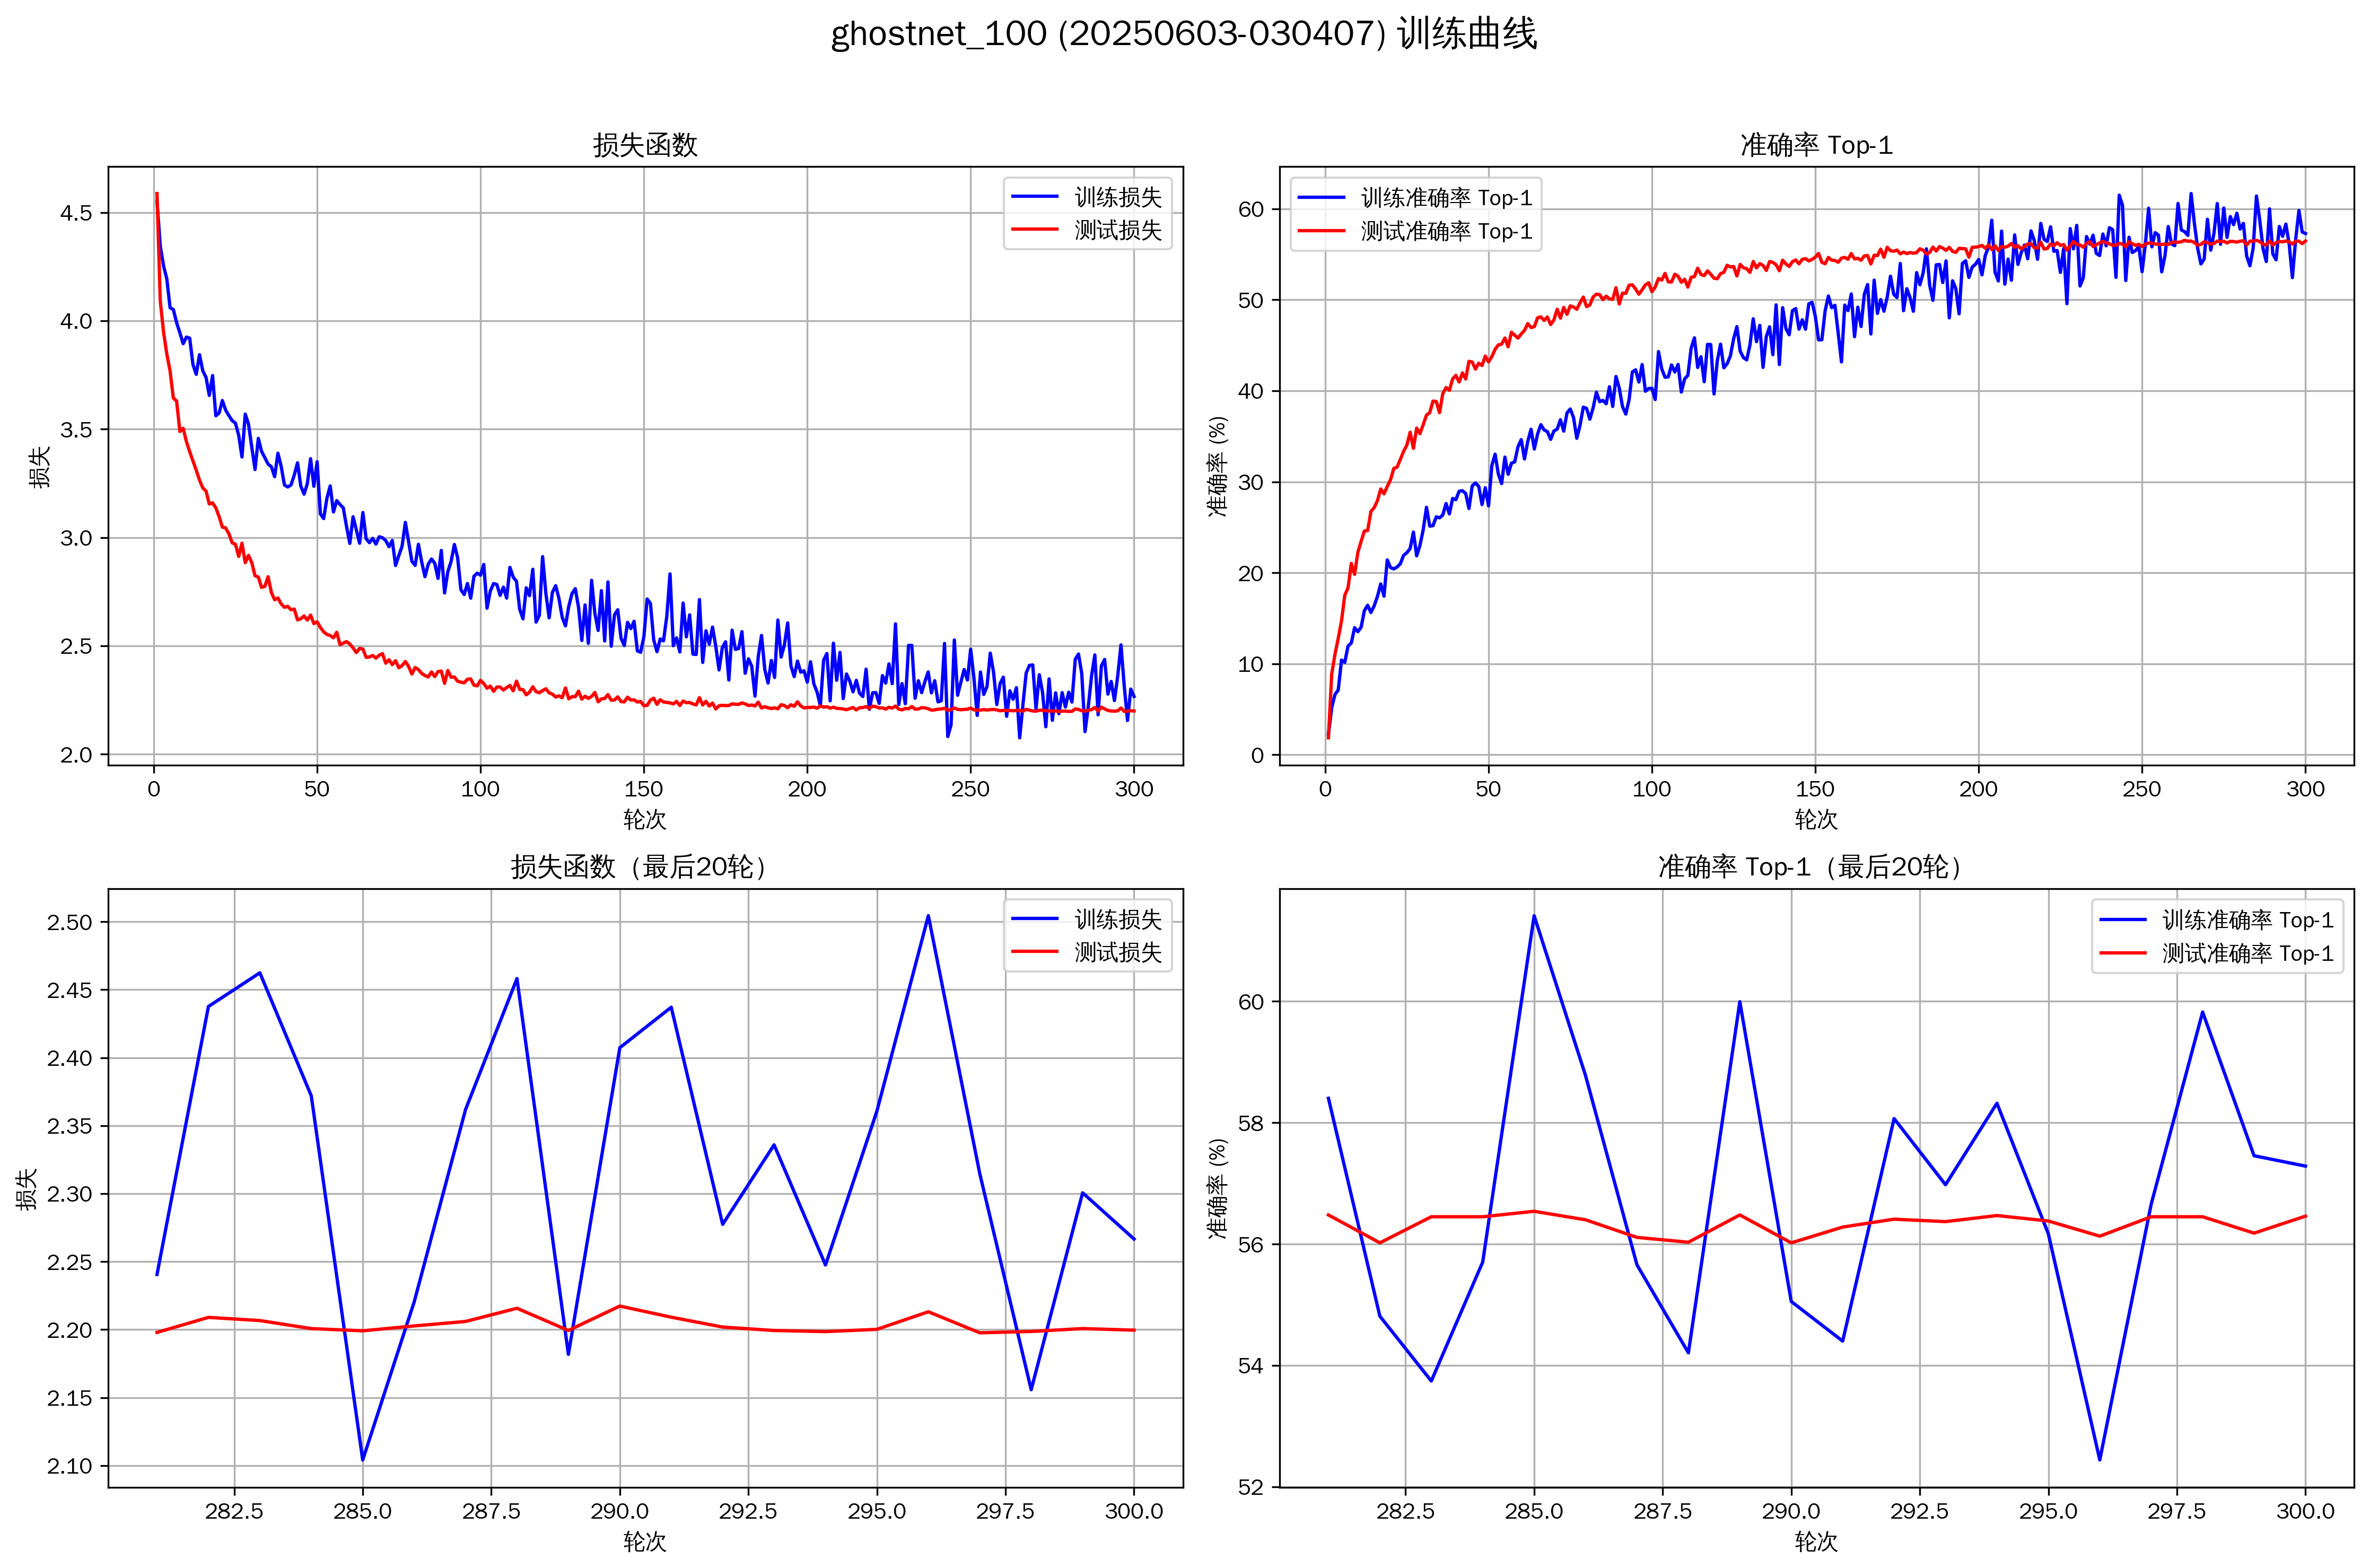 ghostnet_100 (20250603-030407) 训练曲线
损失函数
训练损失
测试损失
4.5
4.0
3.5
3.0
2.5
2.0
损失
0 50 100 150 200 250 300
轮次
准确率 Top-1
训练准确率 Top-1
测试准确率 Top-1
60
50
40
30
20
10
0
准确率 (%)
0 50 100 150 200 250 300
轮次
损失函数（最后20轮）
训练损失
测试损失
2.50
2.45
2.40
2.35
2.30
2.25
2.20
2.15
2.10
损失
282.5 285.0 287.5 290.0 292.5 295.0 297.5 300.0
轮次
准确率 Top-1（最后20轮）
训练准确率 Top-1
测试准确率 Top-1
60
58
56
54
52
准确率 (%)
282.5 285.0 287.5 290.0 292.5 295.0 297.5 300.0
轮次